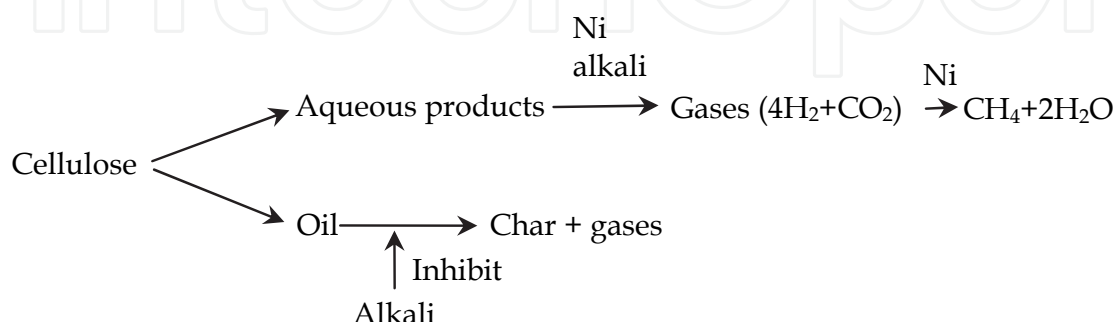 Ni
alkali
Ni
Aqueous products
Gases (4H₂+CO₂)
CH₄+2H₂O
Cellulose
Oil
Char + gases
Inhibit
Alkali